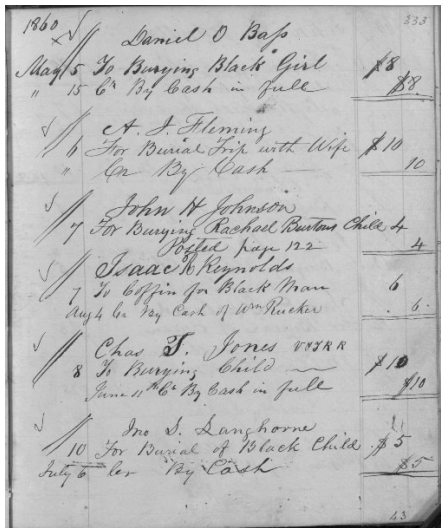 1860 333
Daniel O Bass
May 5 To Burying Black Girl $8
" 15 Cr By Cash in full $8
A. J. Fleming
6 For Burial Trip with Wife $10
" Cr By Cash — 10
John H Johnson
7 For Burying Rachael Burtons Child 4
Posted page 122 4
Isaac R Reynolds
7 To Coffin for Black Man 6
Aug 4 Cr By Cash of Wm Rucker 6
Chas T. Jones V&TRR
8 To Burying Child — $10
June 11th Cr By Cash in full $10
Jno D. Langhorne
10 For Burial of Black Child $5
July 6 Cr By Cash $5